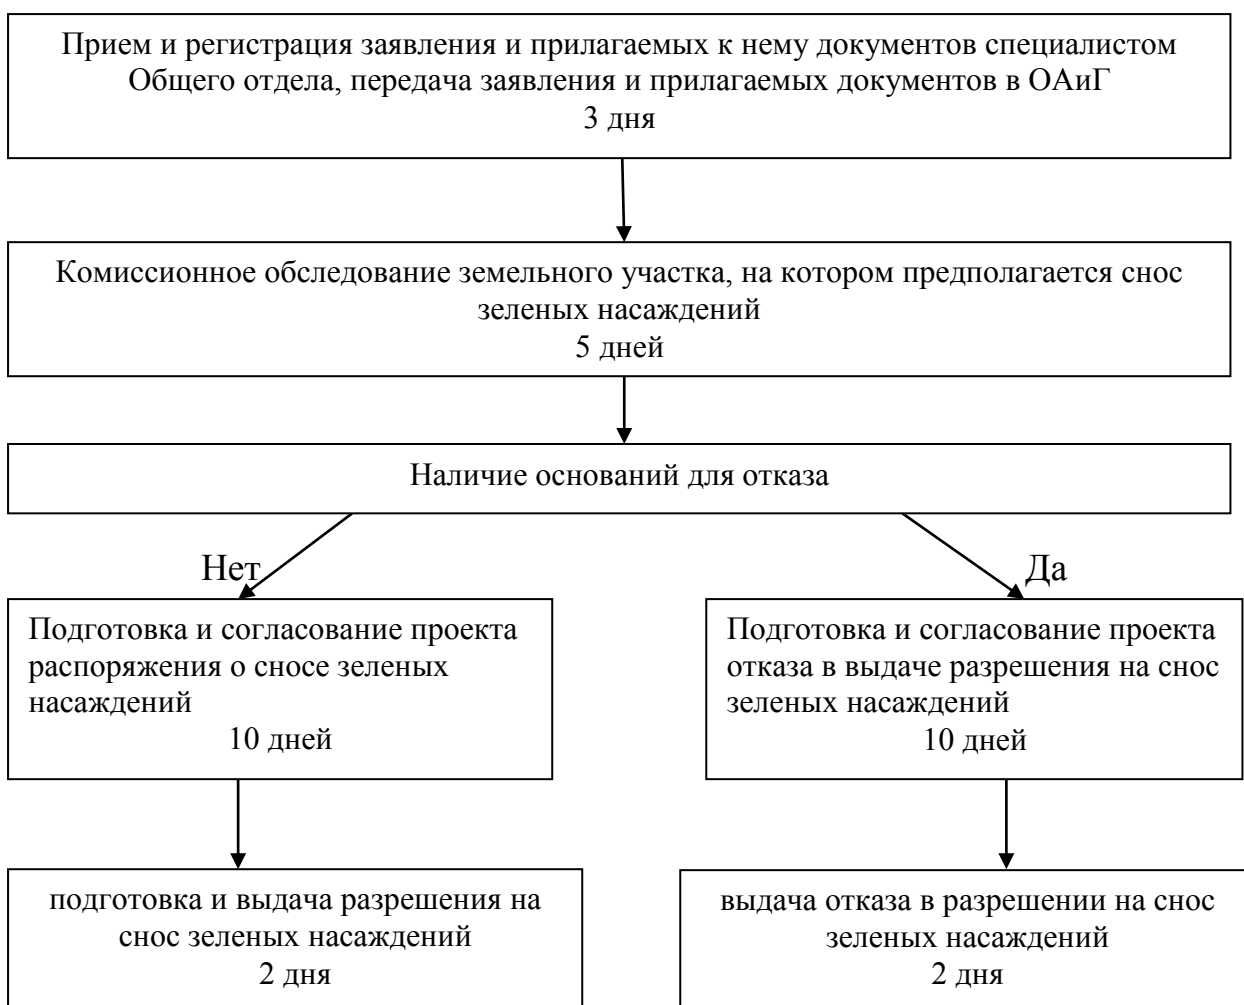 Прием и регистрация заявления и прилагаемых к нему документов специалистом
Общего отдела, передача заявления и прилагаемых документов в ОАиГ
3 дня
Комиссионное обследование земельного участка, на котором предполагается снос
зеленых насаждений
5 дней
Наличие оснований для отказа
Нет
Да
Подготовка и согласование проекта
распоряжения о сносе зеленых
насаждений
10 дней
Подготовка и согласование проекта
отказа в выдаче разрешения на снос
зеленых насаждений
10 дней
подготовка и выдача разрешения на
снос зеленых насаждений
2 дня
выдача отказа в разрешении на снос
зеленых насаждений
2 дня